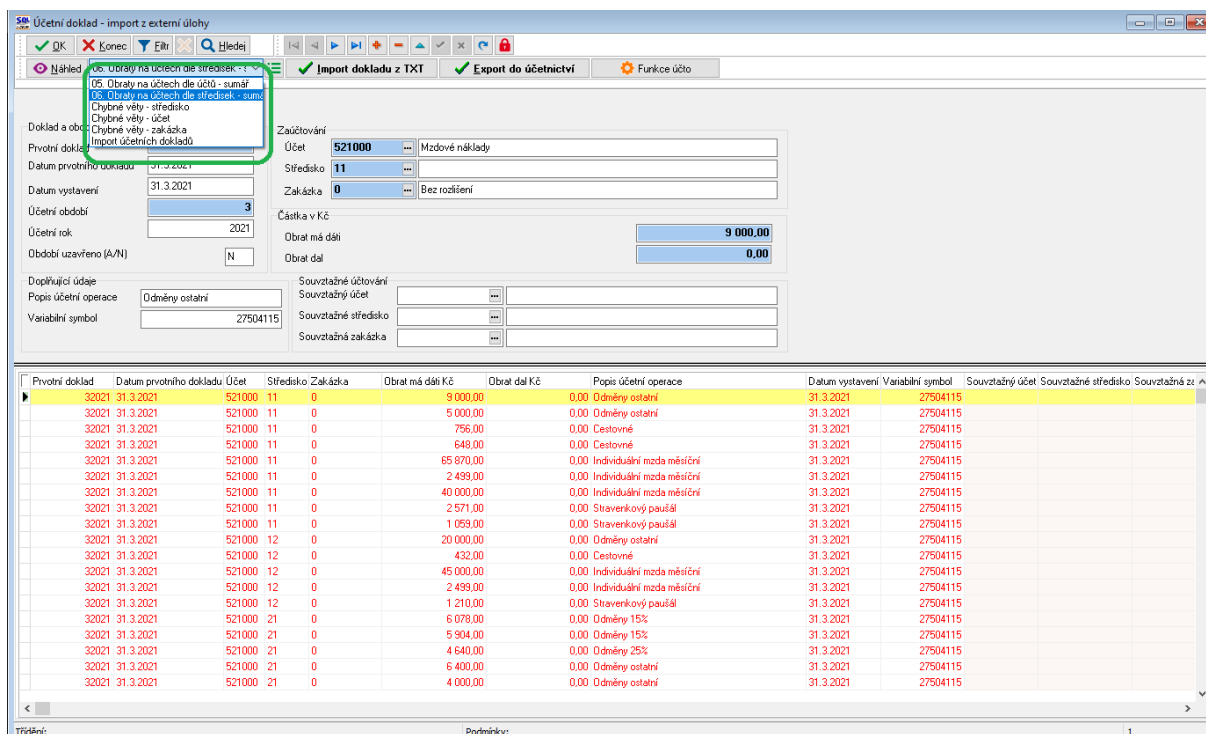 Účetní doklad - import z externí úlohy
OK Konec Filtr Hledej
Náhled 06. Obraty na účtech dle středisek - s Import dokladu z TXT Export do účetnictví Funkce účto
05. Obraty na účtech dle účtů - sumář
06. Obraty na účtech dle středisek - sumá
Chybné věty - středisko
Chybné věty - účet
Chybné věty - zakázka
Import účetních dokladů
Doklad a obdo
Prvotní doklad
Datum prvotního dokladu 31.3.2021
Datum vystavení 31.3.2021
Účetní období 3
Účetní rok 2021
Období uzavřeno (A/N) N
Zaúčtování
Účet 521000 ... Mzdové náklady
Středisko 11 ...
Zakázka 0 ... Bez rozlišení
Částka v Kč
Obrat má dáti 9 000,00
Obrat dal 0,00
Doplňující údaje
Popis účetní operace Odměny ostatní
Variabilní symbol 27504115
Souvztažné účtování
Souvztažný účet ...
Souvztažné středisko ...
Souvztažná zakázka ...
Prvotní doklad Datum prvotního dokladu Účet Středisko Zakázka Obrat má dáti Kč Obrat dal Kč Popis účetní operace Datum vystavení Variabilní symbol Souvztažný účet Souvztažné středisko Souvztažná za
32021 31.3.2021 521000 11 0 9 000,00 0,00 Odměny ostatní 31.3.2021 27504115
32021 31.3.2021 521000 11 0 5 000,00 0,00 Odměny ostatní 31.3.2021 27504115
32021 31.3.2021 521000 11 0 756,00 0,00 Cestovné 31.3.2021 27504115
32021 31.3.2021 521000 11 0 648,00 0,00 Cestovné 31.3.2021 27504115
32021 31.3.2021 521000 11 0 65 870,00 0,00 Individuální mzda měsíční 31.3.2021 27504115
32021 31.3.2021 521000 11 0 2 499,00 0,00 Individuální mzda měsíční 31.3.2021 27504115
32021 31.3.2021 521000 11 0 40 000,00 0,00 Individuální mzda měsíční 31.3.2021 27504115
32021 31.3.2021 521000 11 0 2 571,00 0,00 Stravenkový paušál 31.3.2021 27504115
32021 31.3.2021 521000 11 0 1 059,00 0,00 Stravenkový paušál 31.3.2021 27504115
32021 31.3.2021 521000 12 0 20 000,00 0,00 Odměny ostatní 31.3.2021 27504115
32021 31.3.2021 521000 12 0 432,00 0,00 Cestovné 31.3.2021 27504115
32021 31.3.2021 521000 12 0 45 000,00 0,00 Individuální mzda měsíční 31.3.2021 27504115
32021 31.3.2021 521000 12 0 2 499,00 0,00 Individuální mzda měsíční 31.3.2021 27504115
32021 31.3.2021 521000 12 0 1 210,00 0,00 Stravenkový paušál 31.3.2021 27504115
32021 31.3.2021 521000 21 0 6 078,00 0,00 Odměny 15% 31.3.2021 27504115
32021 31.3.2021 521000 21 0 5 904,00 0,00 Odměny 15% 31.3.2021 27504115
32021 31.3.2021 521000 21 0 4 640,00 0,00 Odměny 25% 31.3.2021 27504115
32021 31.3.2021 521000 21 0 6 400,00 0,00 Odměny ostatní 31.3.2021 27504115
32021 31.3.2021 521000 21 0 4 000,00 0,00 Odměny ostatní 31.3.2021 27504115
Třídění: Podmínky: 1